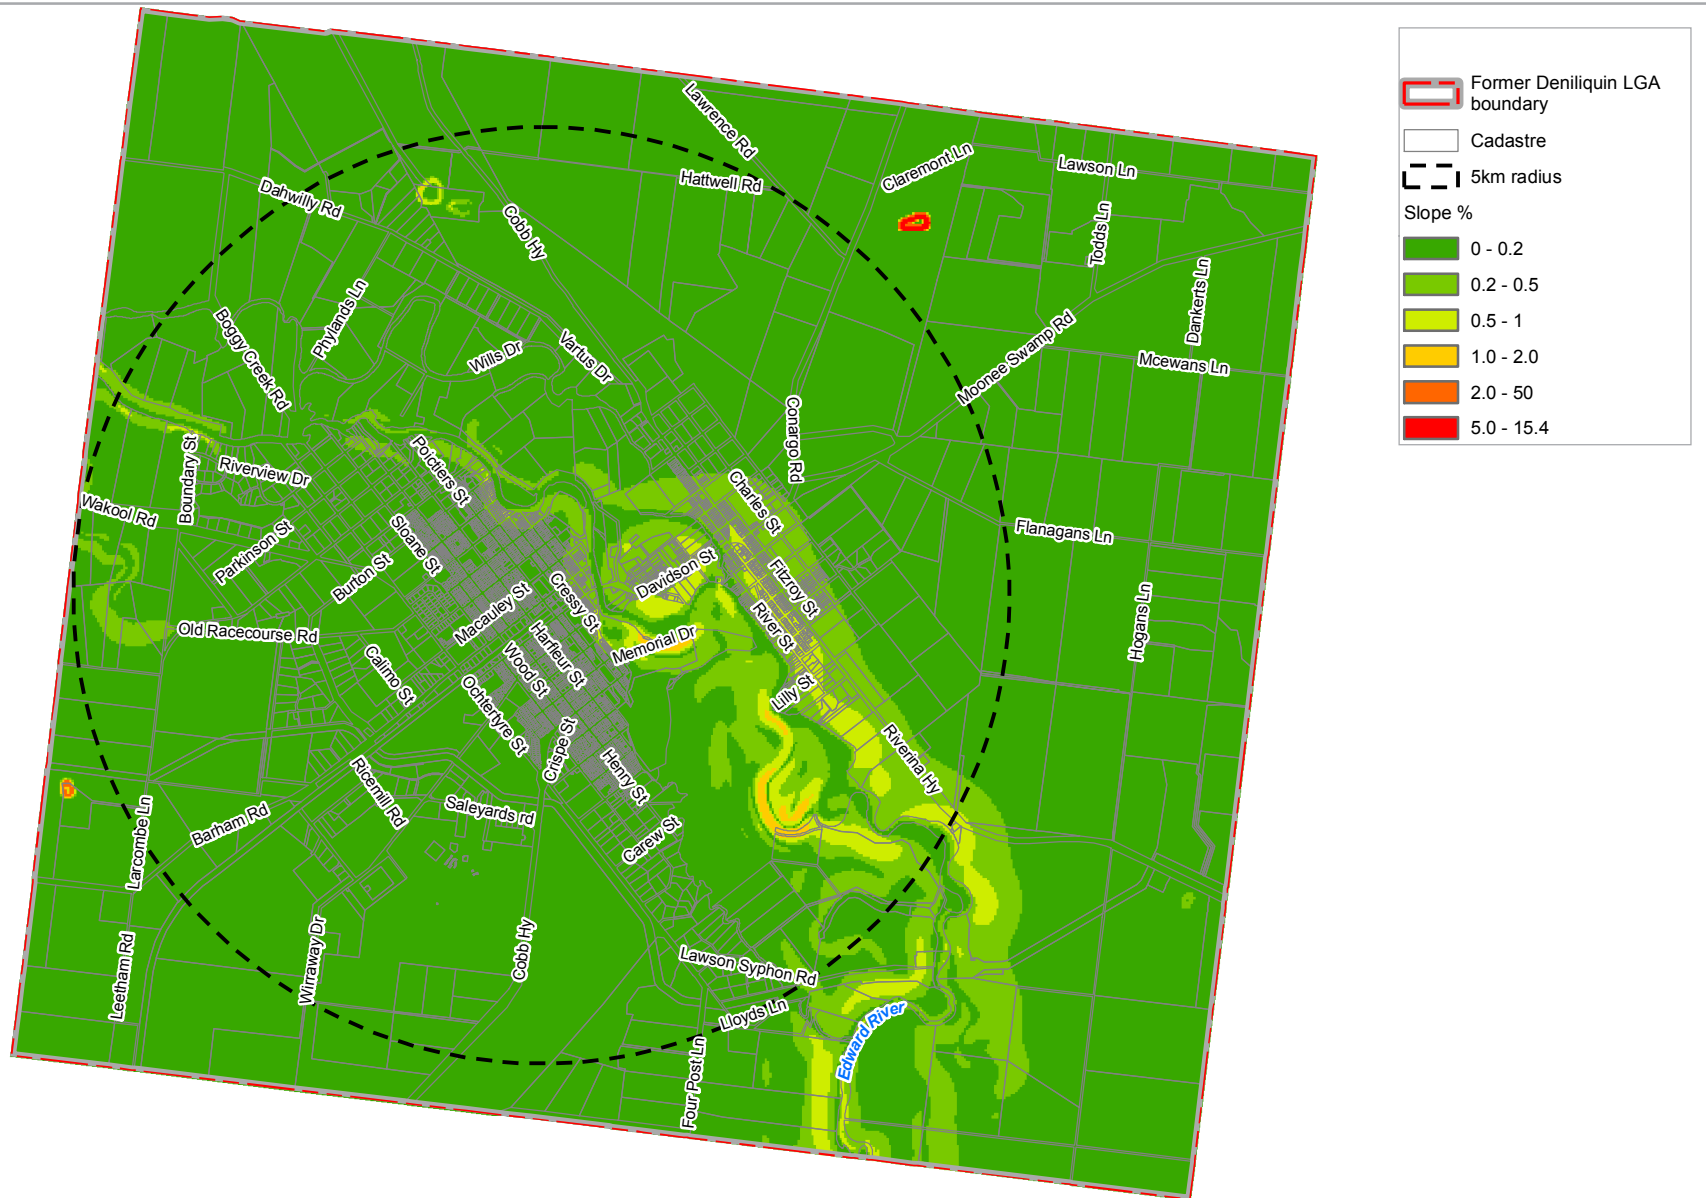 Lawrence Rd
Hattwell Rd
Claremont Ln
Lawson Ln
Dahwilly Rd
Cobb Hy
Todds Ln
Dankerts Ln
Phylands Ln
Boggy Creek Rd
Wills Dr
Vartus Dr
Moonee Swamp Rd
Mcewans Ln
Conargo Rd
Poictiers St
Boundary St
Riverview Dr
Charles St
Wakool Rd
Sloane St
Flanagans Ln
Parkinson St
Burton St
Davidson St
Fitzroy St
Cressy St
Macauley St
River St
Hogans Ln
Old Racecourse Rd
Harfleur St
Memorial Dr
Wood St
Calimo St
Lilly St
Ochtertyre St
Crispe St
Riverina Hy
Henry St
Ricemill Rd
Saleyards rd
Barham Rd
Larcombe Ln
Carew St
Cobb Hy
Lawson Syphon Rd
Wirraway Dr
Leetham Rd
Lloyds Ln
Edward River
Four Post Ln
Former Deniliquin LGA
boundary
Cadastre
5km radius
Slope %
0 - 0.2
0.2 - 0.5
0.5 - 1
1.0 - 2.0
2.0 - 50
5.0 - 15.4